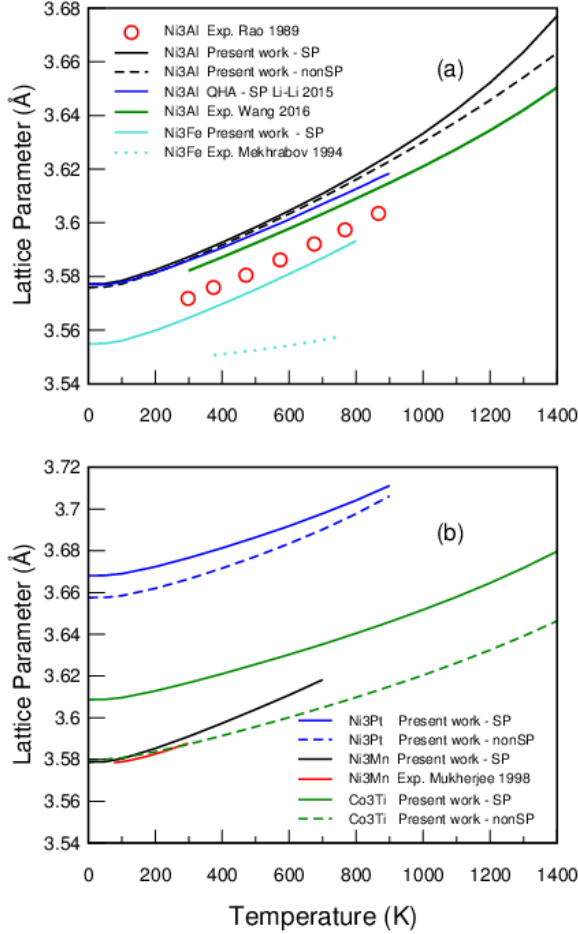 3.68
3.66
3.64
3.62
3.6
3.58
3.56
3.54
Lattice Parameter (Å)
Ni3Al Exp. Rao 1989
Ni3Al Present work - SP
Ni3Al Present work - nonSP
Ni3Al QHA - SP Li-Li 2015
Ni3Al Exp. Wang 2016
Ni3Fe Present work - SP
Ni3Fe Exp. Mekhrabov 1994
(a)
0 200 400 600 800 1000 1200 1400
3.72
3.7
3.68
3.66
3.64
3.62
3.6
3.58
3.56
3.54
Lattice Parameter (Å)
(b)
Ni3Pt Present work - SP
Ni3Pt Present work - nonSP
Ni3Mn Present work - SP
Ni3Mn Exp. Mukherjee 1998
Co3Ti Present work - SP
Co3Ti Present work - nonSP
0 200 400 600 800 1000 1200 1400
Temperature (K)